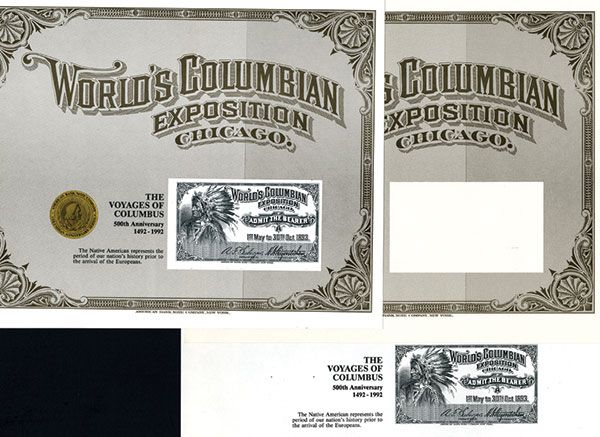 WORLD'S COLUMBIAN
EXPOSITION
CHICAGO.
THE
VOYAGES OF
COLUMBUS
500th Anniversary
1492 - 1992
The Native American represents the
period of our nation's history prior to
the arrival of the Europeans.
WORLD'S COLUMBIAN
EXPOSITION
CHICAGO
ADMIT THE BEARER
1st May to 30th Oct. 1893.
AMERICAN BANK NOTE COMPANY, NEW YORK.
S COLUMBIAN
XPOSITION
CHICAGO.
BANK NOTE COMPANY, NEW YORK.
THE
VOYAGES OF
COLUMBUS
500th Anniversary
1492 - 1992
The Native American represents the
period of our nation's history prior to
the arrival of the Europeans.
WORLD'S COLUMBIAN
EXPOSITION
CHICAGO
ADMIT THE BEARER
1st May to 30th Oct. 1893.